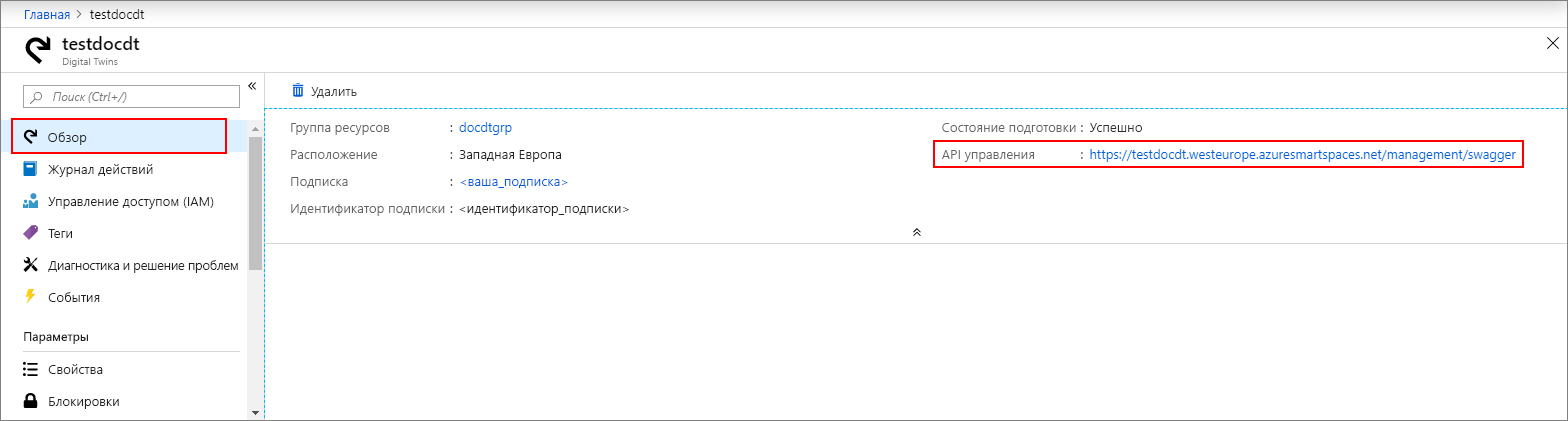 Главная > testdocdt
testdocdt
Digital Twins
Поиск (Ctrl+/)
Обзор
Журнал действий
Управление доступом (IAM)
Теги
Диагностика и решение проблем
События
Параметры
Свойства
Блокировки
Удалить
Группа ресурсов : docdtgrp
Расположение : Западная Европа
Подписка : <ваша_подписка>
Идентификатор подписки : <идентификатор_подписки>
Состояние подготовки : Успешно
API управления : https://testdocdt.westeurope.azuresmartspaces.net/management/swagger